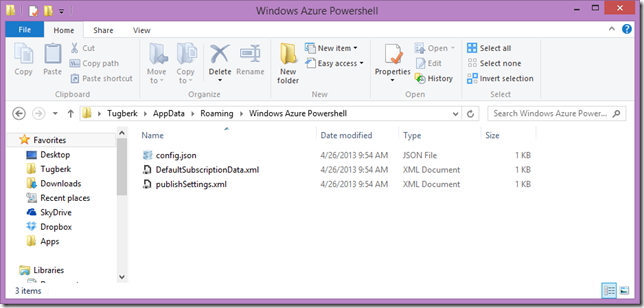 Windows Azure Powershell
File Home Share View
Copy Paste Cut Copy path Paste shortcut
Clipboard
Move to Copy to Delete Rename
Organize
New folder New item Easy access
New
Properties Open Edit History
Open
Select all Select none Invert selection
Select
Tugberk AppData Roaming Windows Azure Powershell
Search Windows Azure Power...
Favorites
Desktop
Tugberk
Downloads
Recent places
SkyDrive
Dropbox
Apps
Libraries
Name Date modified Type Size
config.json 4/26/2013 9:54 AM JSON File 1 KB
DefaultSubscriptionData.xml 4/26/2013 9:54 AM XML Document 1 KB
publishSettings.xml 4/26/2013 9:54 AM XML Document 1 KB
3 items